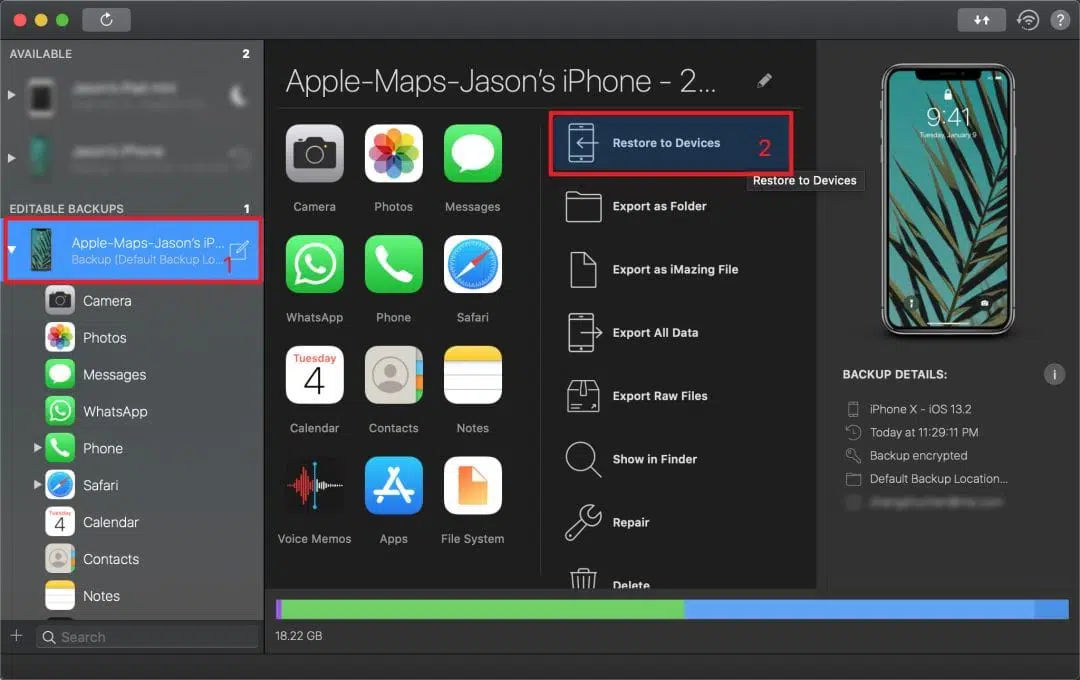 AVAILABLE
2
EDITABLE BACKUPS
1
Apple-Maps-Jason's iP...
Backup (Default Backup Lo...
1
Camera
Photos
Messages
WhatsApp
Phone
Safari
Tuesday
4
Calendar
Contacts
Notes
Search
Apple-Maps-Jason's iPhone - 2...
Camera
Photos
Messages
WhatsApp
Phone
Safari
Tuesday
4
Calendar
Contacts
Notes
Voice Memos
Apps
File System
Restore to Devices
2
Restore to Devices
Export as Folder
Export as iMazing File
Export All Data
Export Raw Files
Show in Finder
Repair
Delete
18.22 GB
9:41
Tuesday, January 9
BACKUP DETAILS:
i
iPhone X - iOS 13.2
Today at 11:29:11 PM
Backup encrypted
Default Backup Location...
?